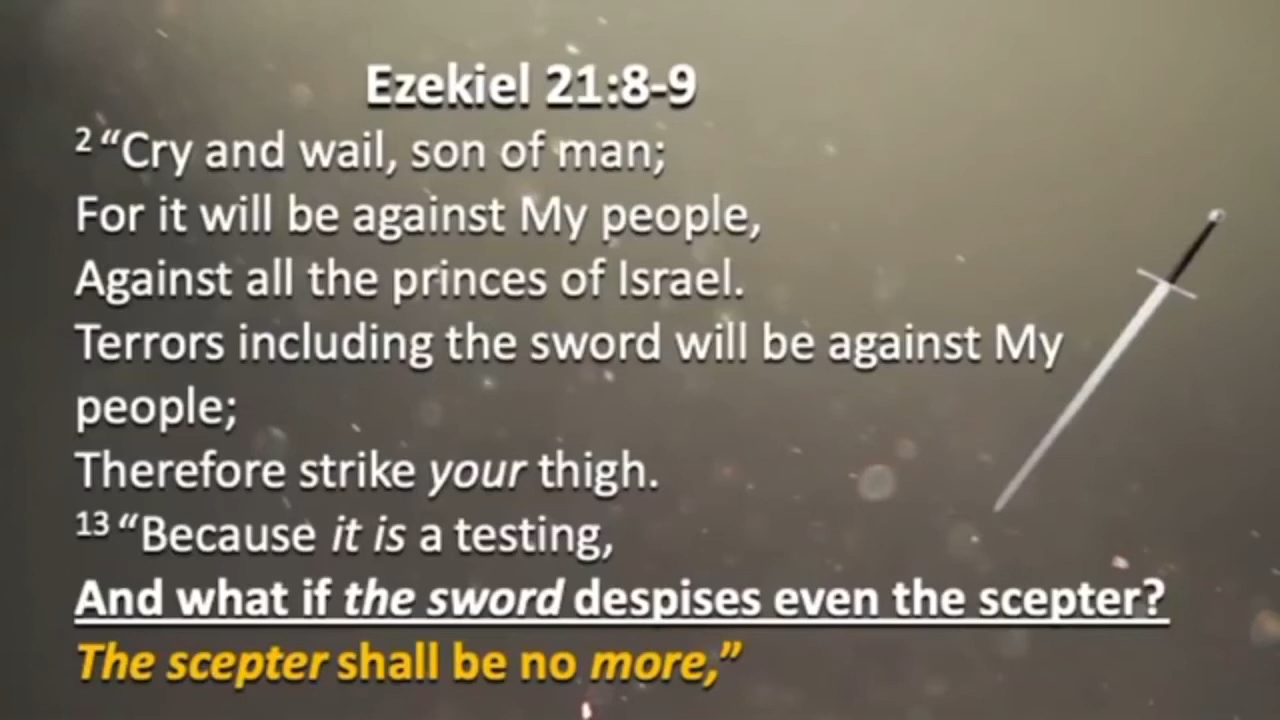 Ezekiel 21:8-9
2 “Cry and wail, son of man;
For it will be against My people,
Against all the princes of Israel.
Terrors including the sword will be against My
people;
Therefore strike your thigh.
13 “Because it is a testing,
And what if the sword despises even the scepter?
The scepter shall be no more,”